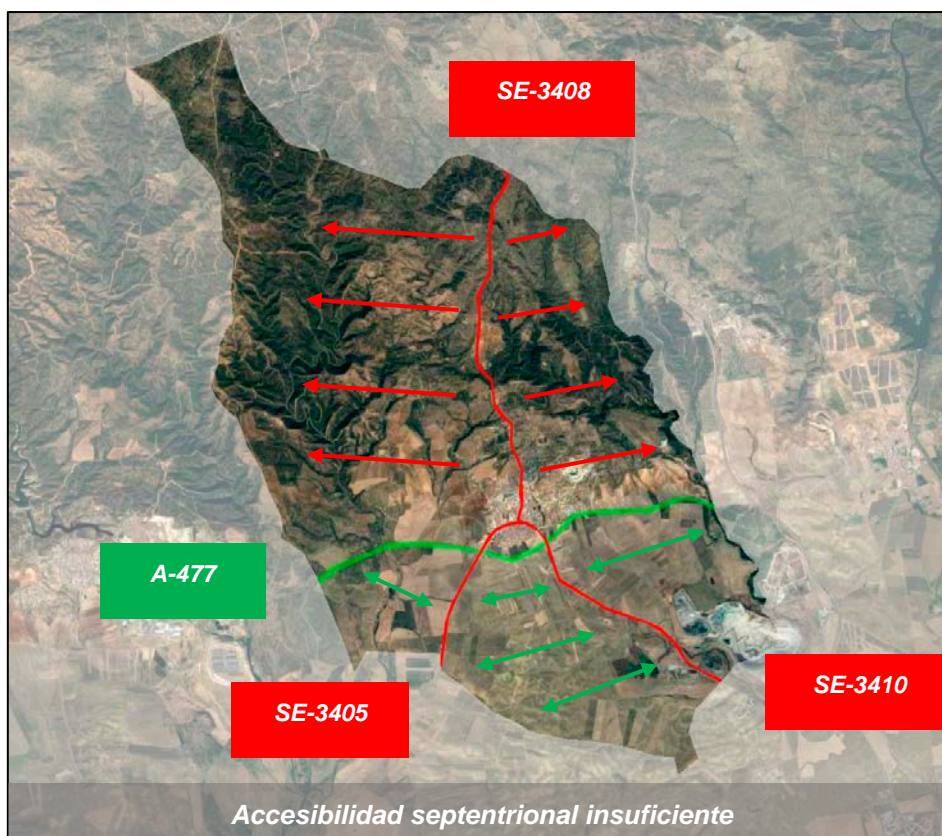 SE-3408
A-477
SE-3405
SE-3410
Accesibilidad septentrional insuficiente